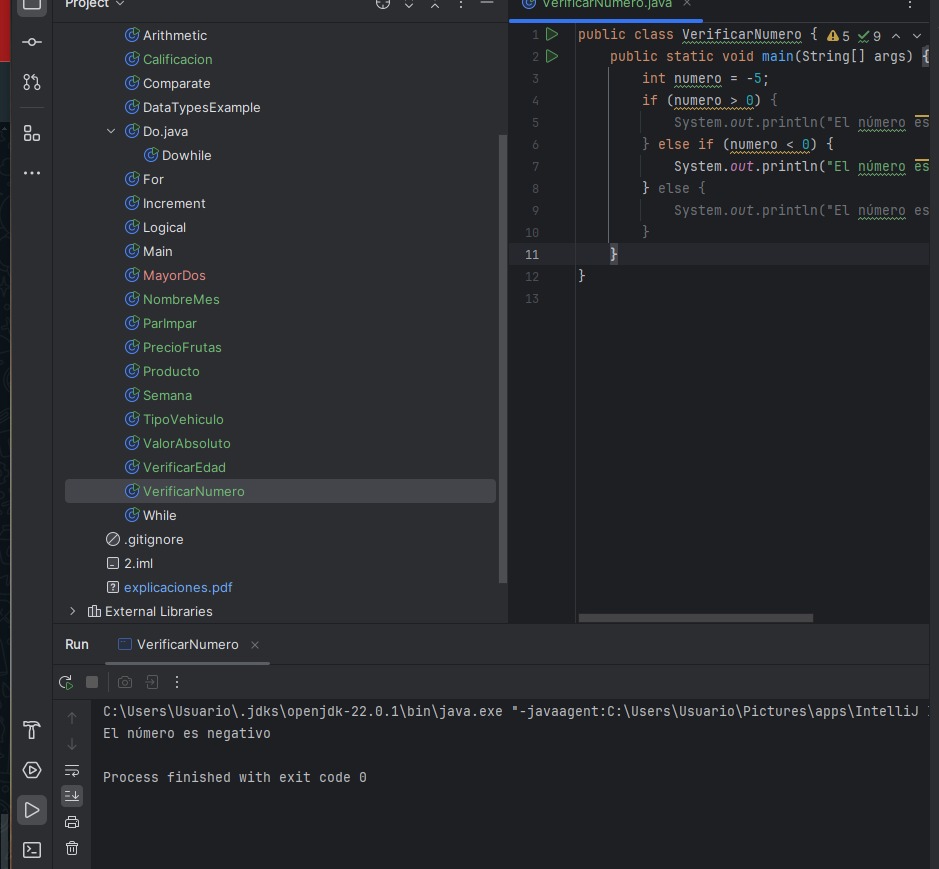 Project
Arithmetic
Calificacion
Comparate
DataTypesExample
Do.java
Dowhile
For
Increment
Logical
Main
MayorDos
NombreMes
ParImpar
PrecioFrutas
Producto
Semana
TipoVehiculo
ValorAbsoluto
VerificarEdad
VerificarNumero
While
.gitignore
2.iml
explicaciones.pdf
External Libraries
VerificarNumero.java
1 public class VerificarNumero { 5 9
2 public static void main(String[] args) {
3 int numero = -5;
4 if (numero > 0) {
5 System.out.println("El número es
6 } else if (numero < 0) {
7 System.out.println("El número es
8 } else {
9 System.out.println("El número es
10 }
11 }
12 }
13
Run VerificarNumero
C:\Users\Usuario\.jdks\openjdk-22.0.1\bin\java.exe "-javaagent:C:\Users\Usuario\Pictures\apps\IntelliJ
El número es negativo
Process finished with exit code 0